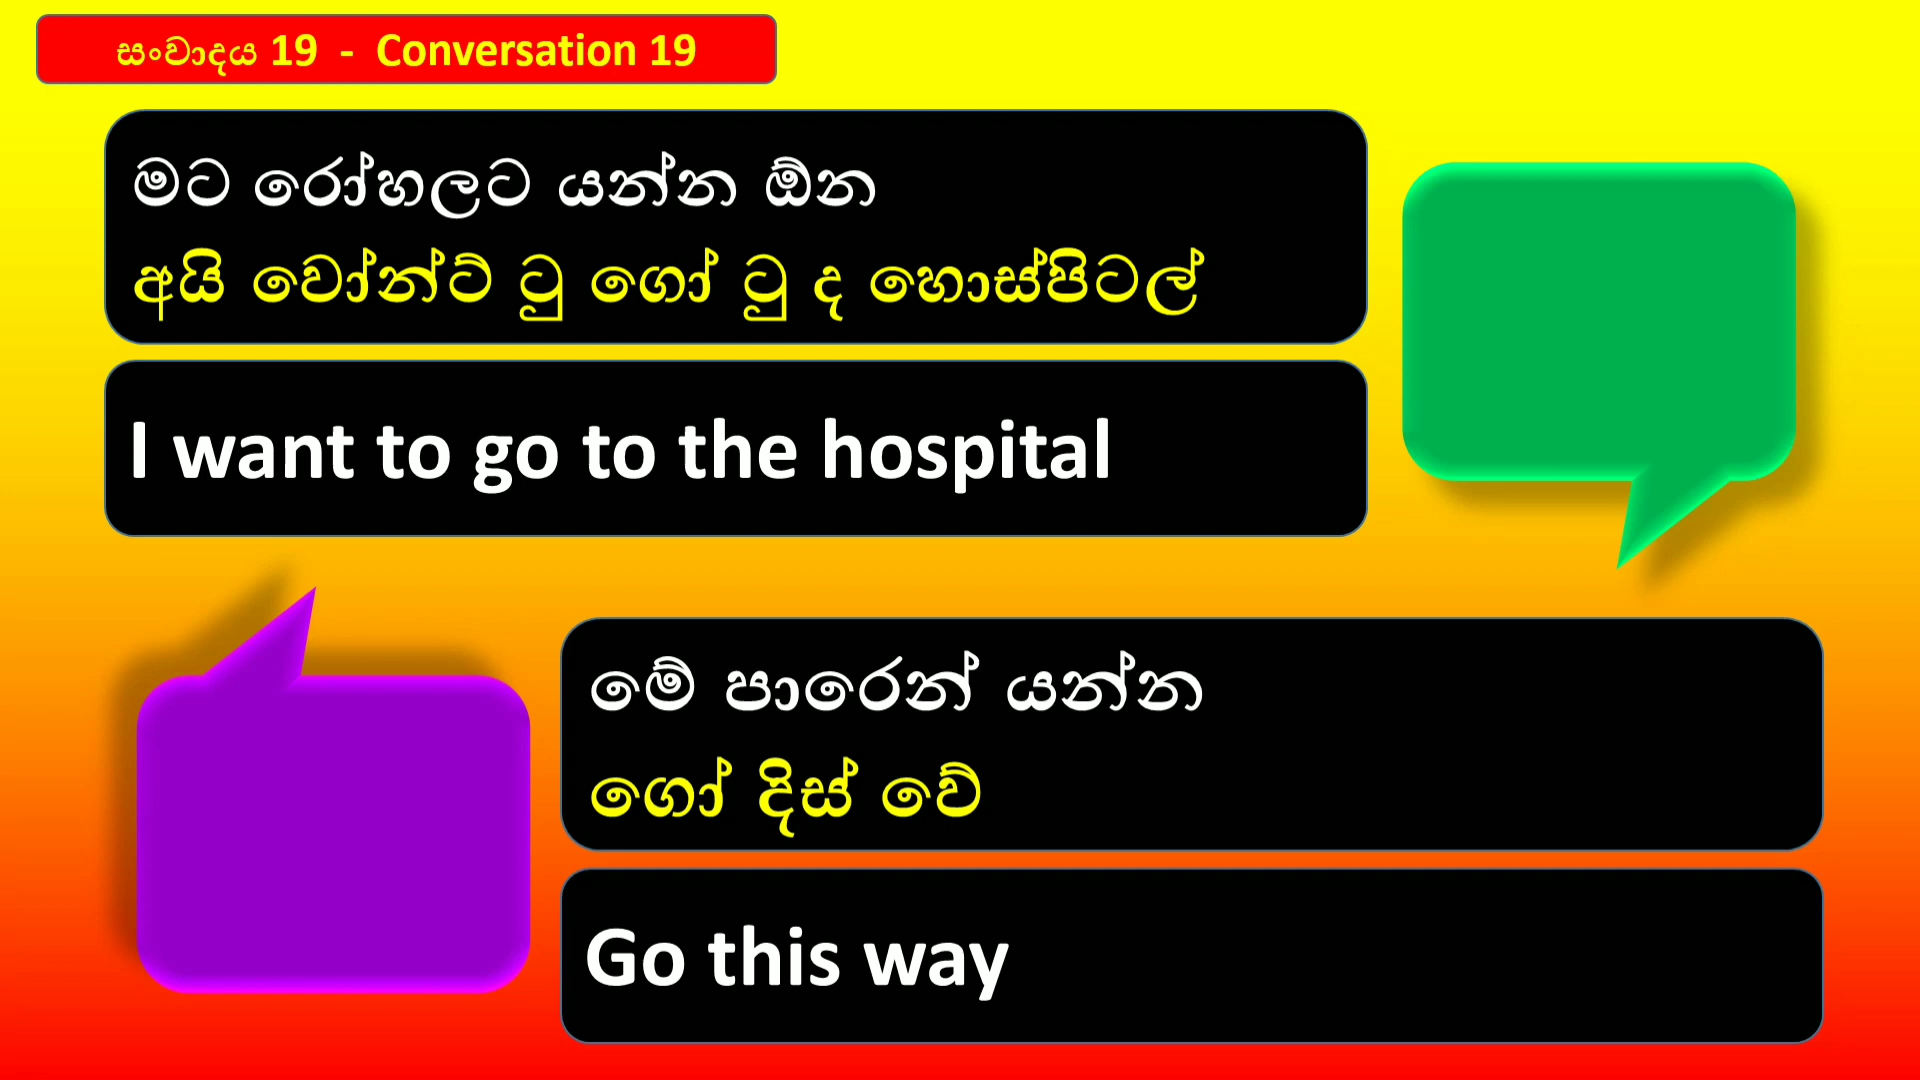 සංවාදය 19 - Conversation 19
මට රෝහලට යන්න ඕන
අයි වෝන්ට් ටු ගෝ ටු ද හොස්පිටල්
I want to go to the hospital
මේ පාරෙන් යන්න
ගෝ දිස් වේ
Go this way